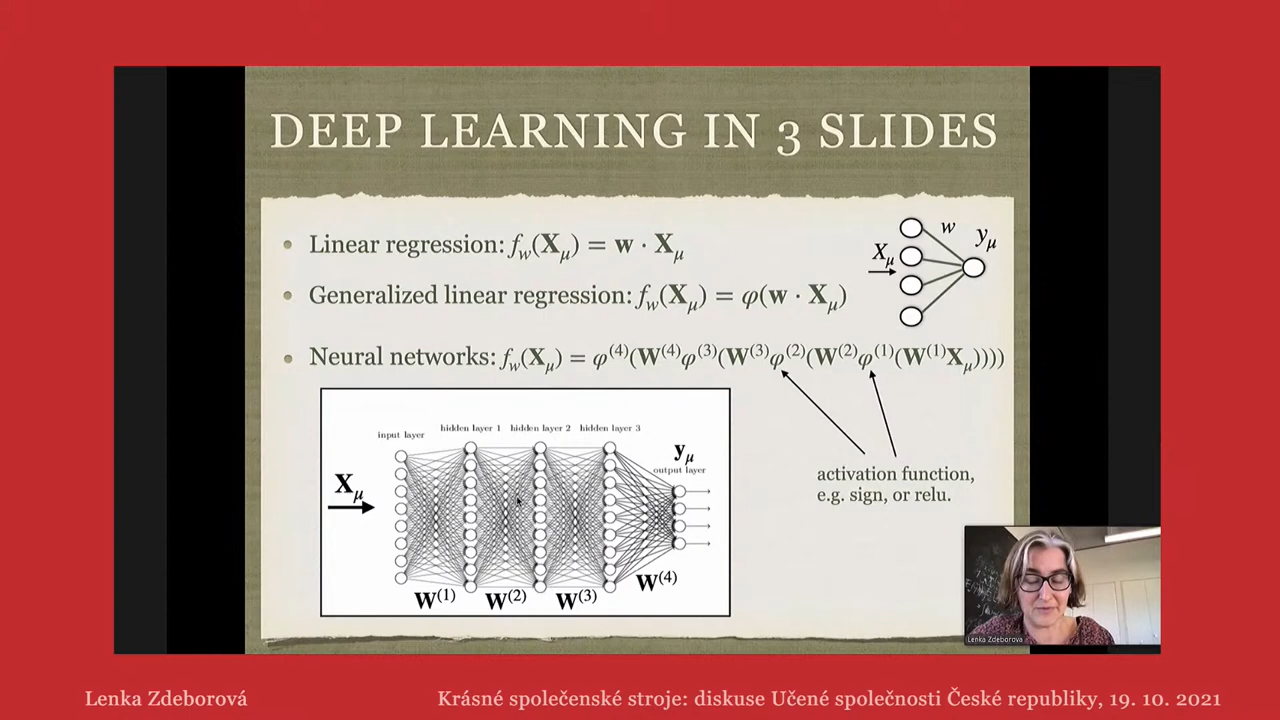 DEEP LEARNING IN 3 SLIDES
Linear regression: f_w(X_μ) = w · X_μ
w
y_μ
X_μ
Generalized linear regression: f_w(X_μ) = φ(w · X_μ)
Neural networks: f_w(X_μ) = φ^(4)(W^(4)φ^(3)(W^(3)φ^(2)(W^(2)φ^(1)(W^(1)X_μ))))
input layer
hidden layer 1
hidden layer 2
hidden layer 3
y_μ
output layer
X_μ
W^(1)
W^(2)
W^(3)
W^(4)
activation function,
e.g. sign, or relu.
Lenka Zdeborova
Lenka Zdeborová
Krásné společenské stroje: diskuse Učené společnosti České republiky, 19. 10. 2021